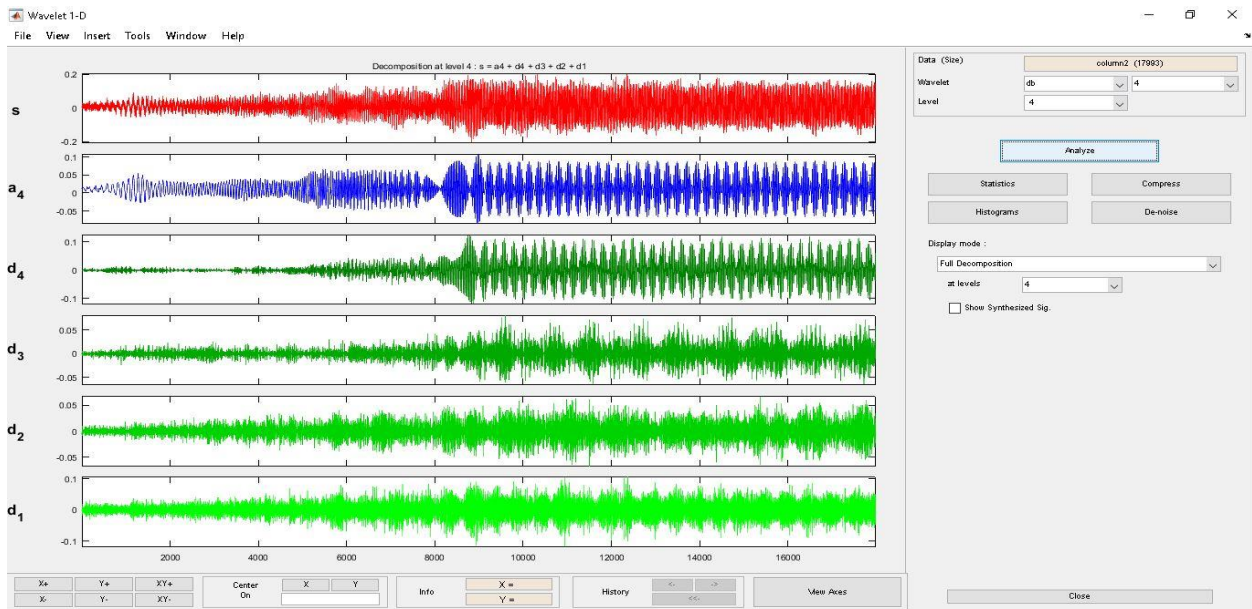 Wavelet 1-D
File View Insert Tools Window Help
Decomposition at level 4 : s = a4 + d4 + d3 + d2 + d1
s
0.2
0
-0.2
a4
0.1
0.05
0
-0.05
d4
0.1
0
-0.1
d3
0.05
0
-0.05
d2
0.05
0
-0.05
d1
0.1
0
-0.1
2000 4000 6000 8000 10000 12000 14000 16000
Data (Size) column2 (17993)
Wavelet db 4
Level 4
Analyze
Statistics Compress
Histograms De-noise
Display mode :
Full Decomposition
at levels 4
Show Synthesized Sig.
X+ Y+ XY+
X- Y- XY-
Center On X Y
Info X =
Y =
History <- ->
<<-
View Axes
Close